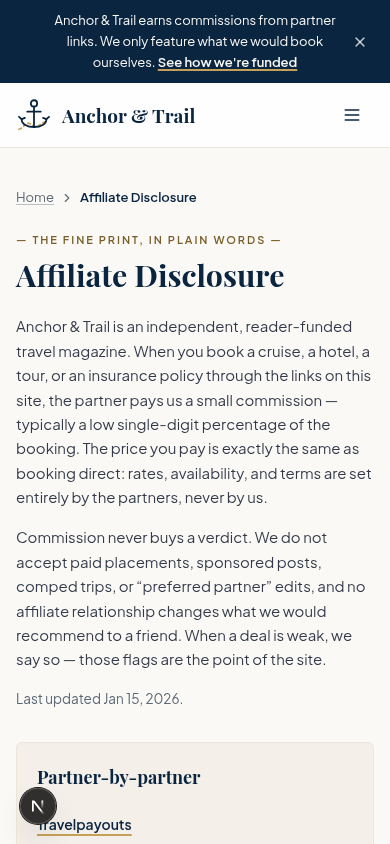 Anchor & Trail earns commissions from partner
links. We only feature what we would book
ourselves. See how we're funded
Anchor & Trail
Home > Affiliate Disclosure
— THE FINE PRINT, IN PLAIN WORDS —
Affiliate Disclosure
Anchor & Trail is an independent, reader-funded
travel magazine. When you book a cruise, a hotel, a
tour, or an insurance policy through the links on this
site, the partner pays us a small commission —
typically a low single-digit percentage of the
booking. The price you pay is exactly the same as
booking direct: rates, availability, and terms are set
entirely by the partners, never by us.
Commission never buys a verdict. We do not
accept paid placements, sponsored posts,
comped trips, or “preferred partner” edits, and no
affiliate relationship changes what we would
recommend to a friend. When a deal is weak, we
say so — those flags are the point of the site.
Last updated Jan 15, 2026.
Partner-by-partner
N
Travelpayouts